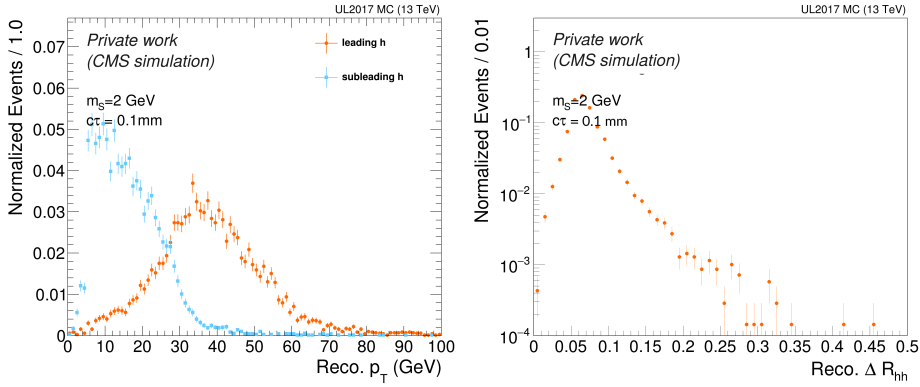 UL2017 MC (13 TeV)
Normalized Events / 1.0
Private work
(CMS simulation)
leading h
subleading h
m_S=2 GeV
cτ = 0.1mm
0.07
0.06
0.05
0.04
0.03
0.02
0.01
0
0 10 20 30 40 50 60 70 80 90 100
Reco. p_T (GeV)
UL2017 MC (13 TeV)
Normalized Events / 0.01
Private work
(CMS simulation)
m_S=2 GeV
cτ = 0.1 mm
1
10⁻¹
10⁻²
10⁻³
10⁻⁴
0 0.05 0.1 0.15 0.2 0.25 0.3 0.35 0.4 0.45 0.5
Reco. Δ R_hh